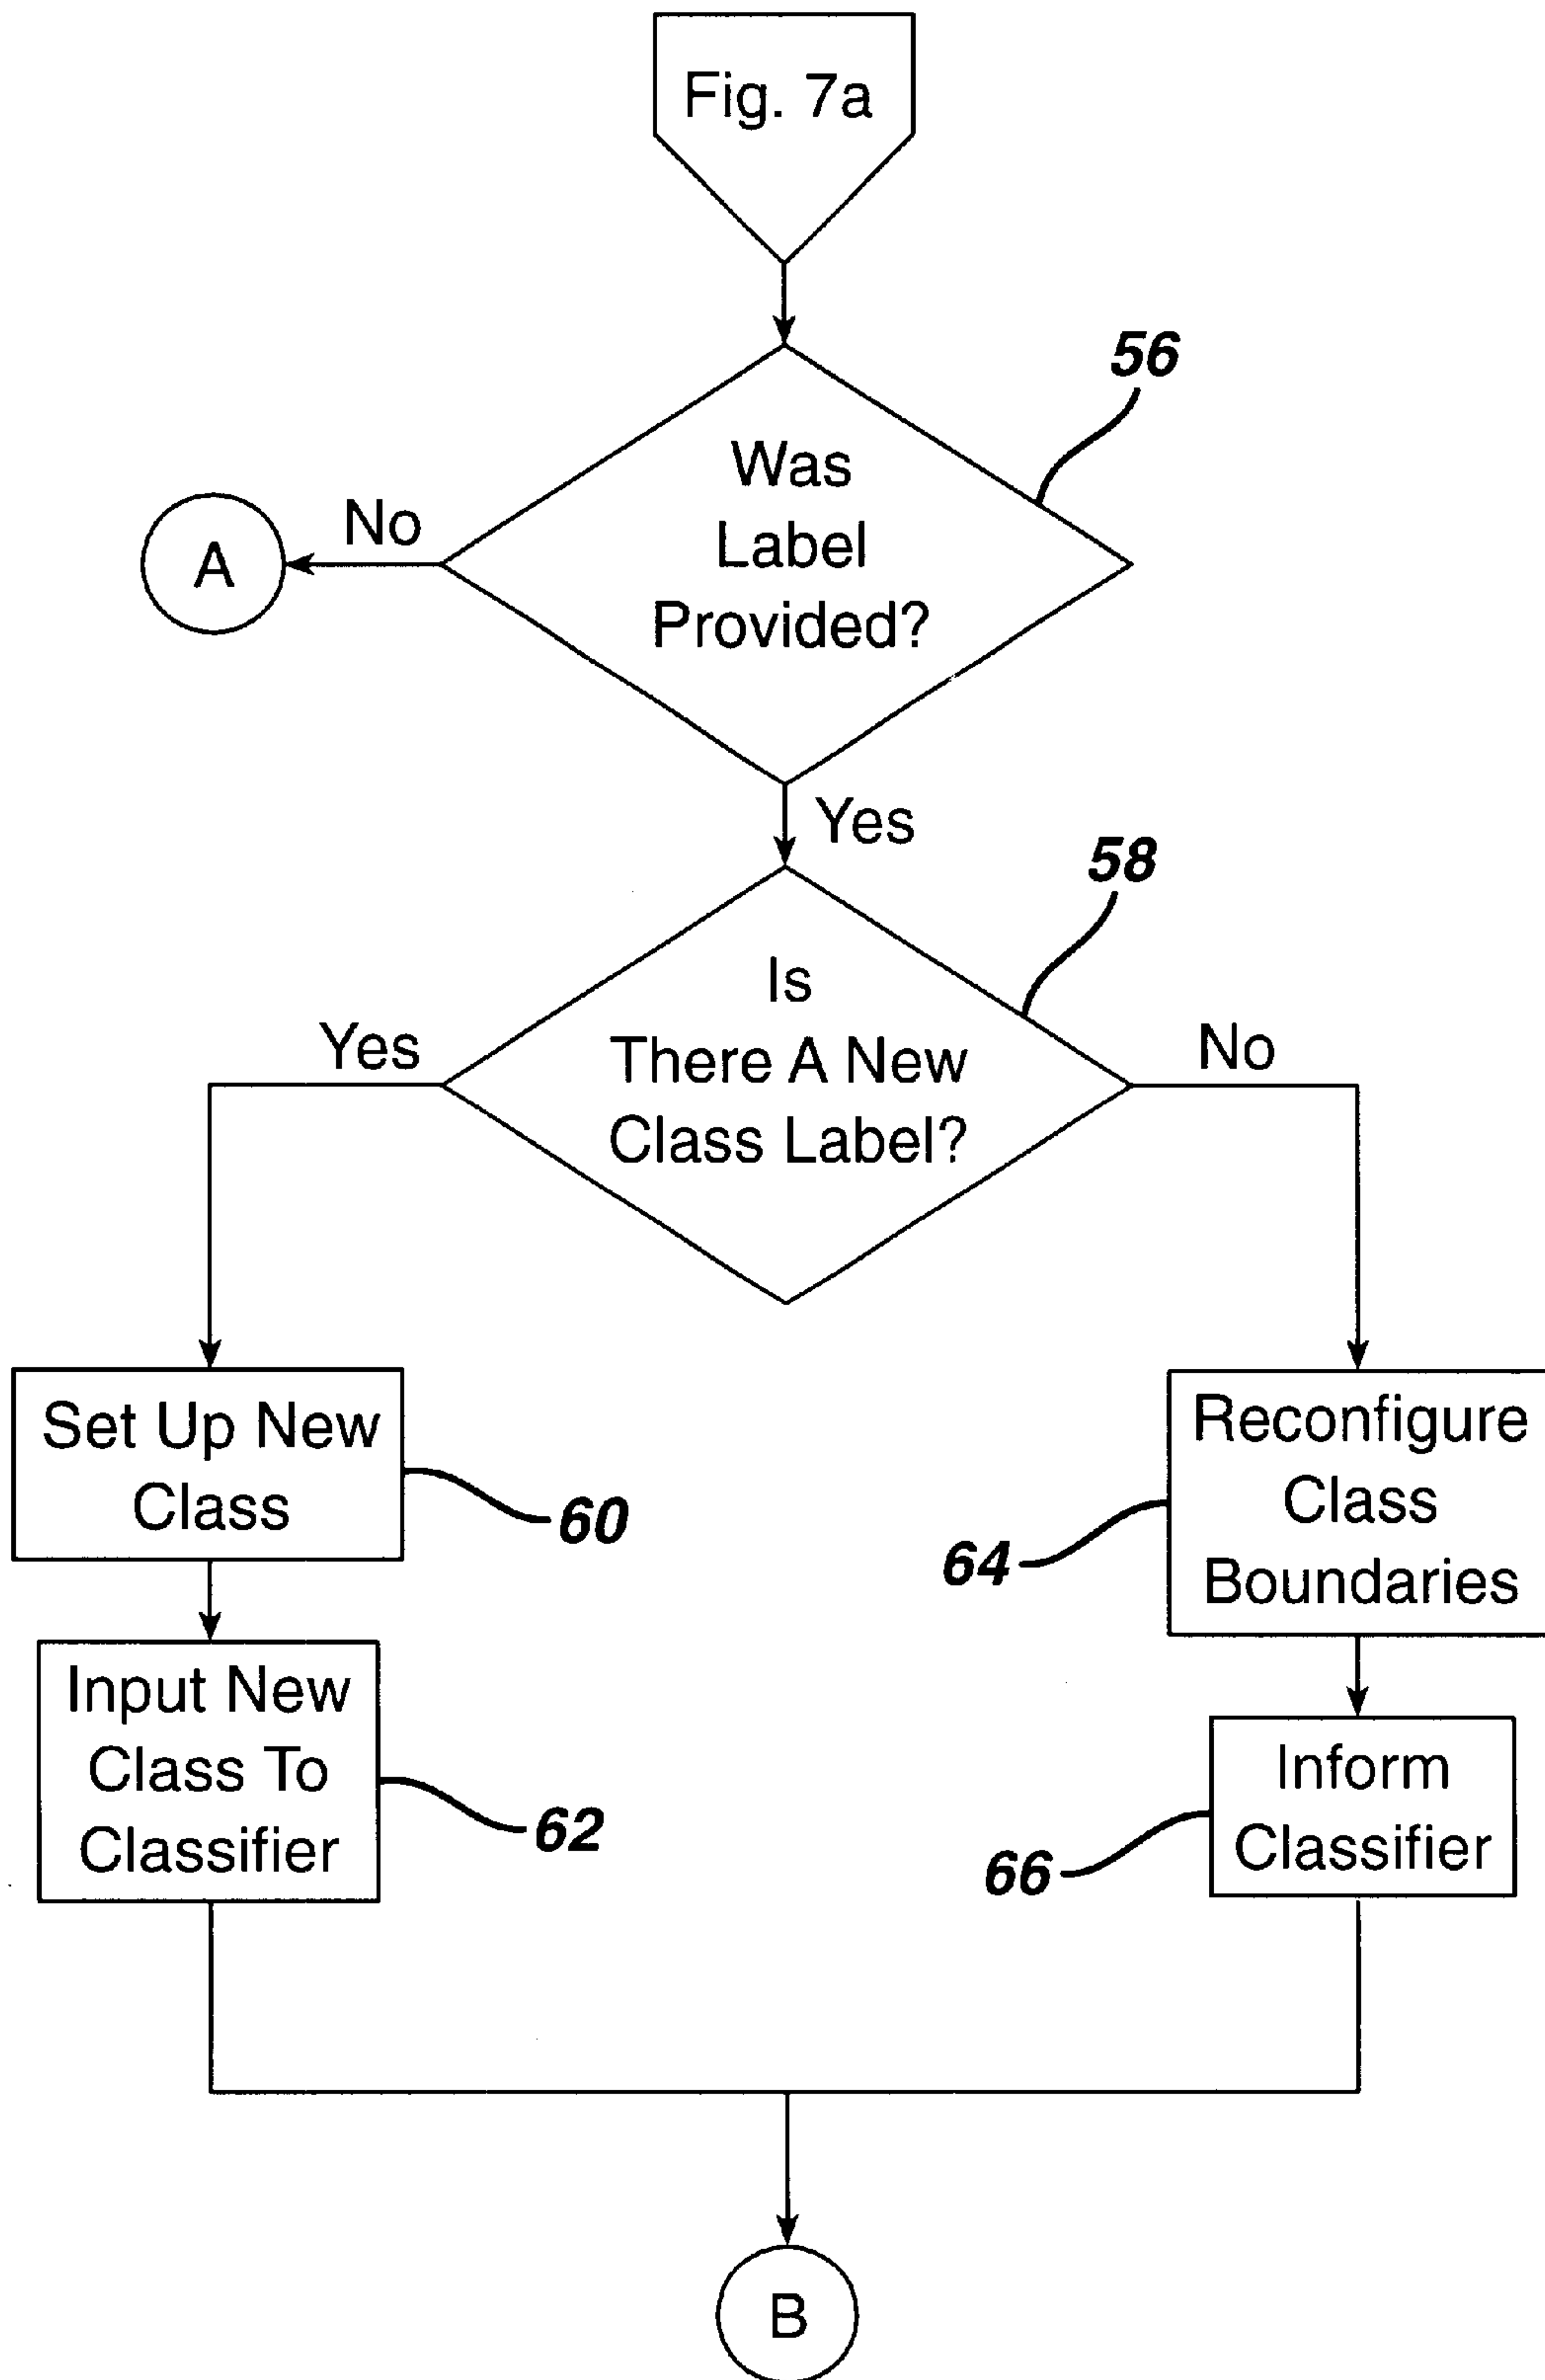 Fig. 7a
56
Was
Label
Provided?
No
A
Yes
58
Is
There A New
Class Label?
Yes
No
Set Up New
Class
60
Reconfigure
Class
Boundaries
64
Input New
Class To
Classifier
62
Inform
Classifier
66
B